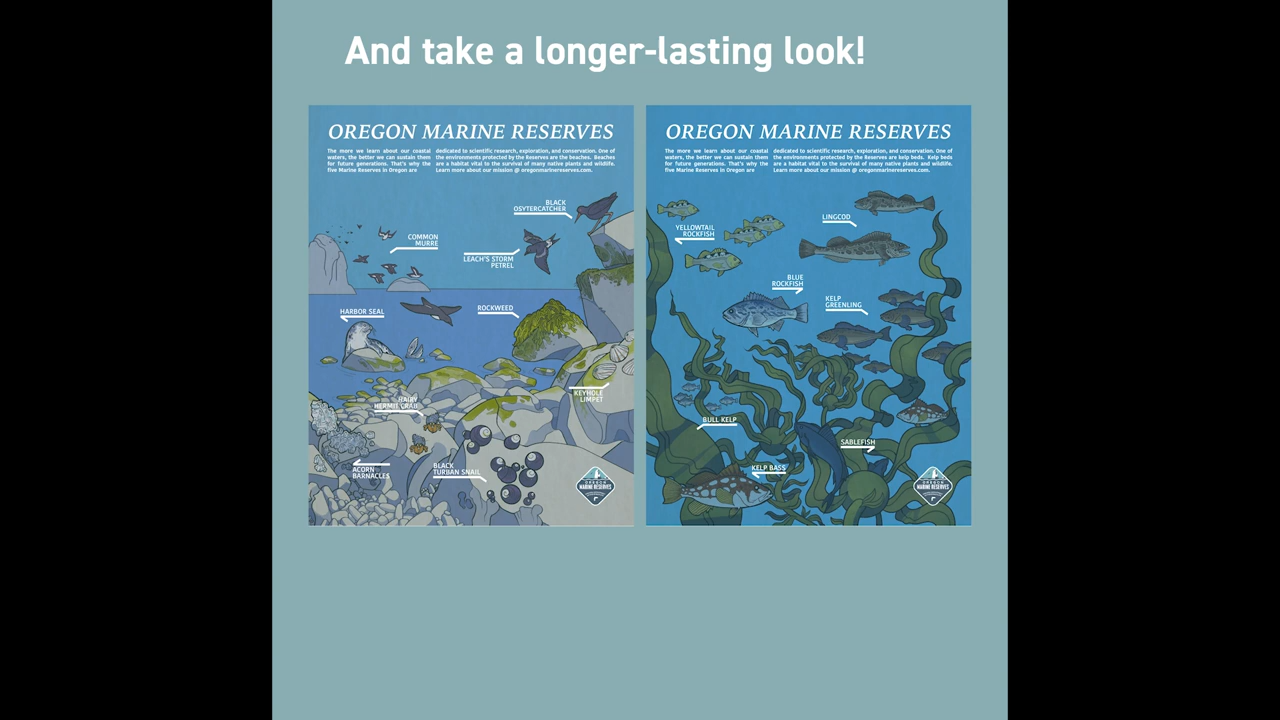 And take a longer-lasting look!
OREGON MARINE RESERVES
The more we learn about our coastal
waters, the better we can sustain them
for future generations. That's why the
five Marine Reserves in Oregon are
dedicated to scientific research, exploration, and conservation. One of
the environments protected by the Reserves are the beaches. Beaches
are a habitat vital to the survival of many native plants and wildlife.
Learn more about our mission @ oregonmarinereserves.com.
BLACK
OSYTERCATCHER
COMMON
MURRE
LEACH'S STORM
PETREL
HARBOR SEAL
ROCKWEED
KEYHOLE
LIMPET
HAIRY
HERMIT CRAB
ACORN
BARNACLES
BLACK
TURBAN SNAIL
OREGON
MARINE RESERVES
OREGON MARINE RESERVES
The more we learn about our coastal
waters, the better we can sustain them
for future generations. That's why the
five Marine Reserves in Oregon are
dedicated to scientific research, exploration, and conservation. One of
the environments protected by the Reserves are kelp beds. Kelp beds
are a habitat vital to the survival of many native plants and wildlife.
Learn more about our mission @ oregonmarinereserves.com.
LINGCOD
YELLOWTAIL
ROCKFISH
BLUE
ROCKFISH
KELP
GREENLING
BULL KELP
SABLEFISH
KELP BASS
OREGON
MARINE RESERVES